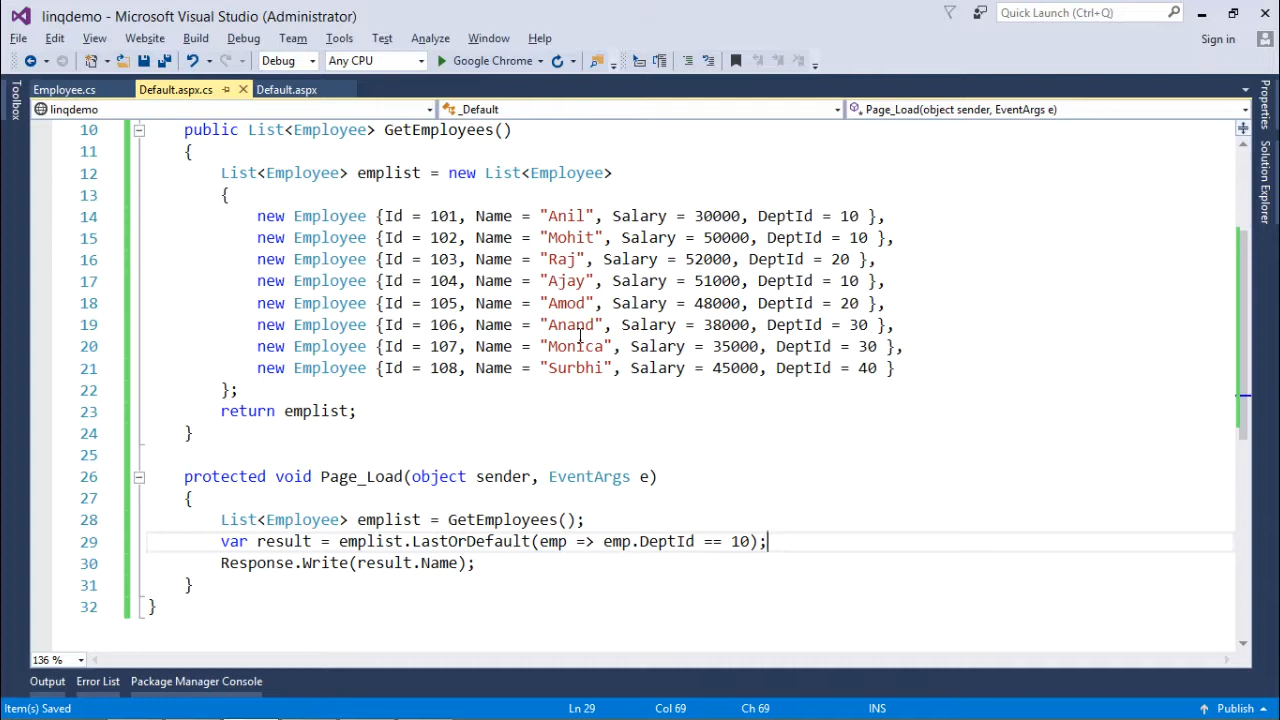 linqdemo - Microsoft Visual Studio (Administrator)
Quick Launch (Ctrl+Q)
File Edit View Website Build Debug Team Tools Test Analyze Window Help
Sign in
Debug Any CPU Google Chrome
Employee.cs Default.aspx.cs Default.aspx
linqdemo _Default Page_Load(object sender, EventArgs e)
Toolbox
Properties
Solution Explorer
10 public List<Employee> GetEmployees()
11 {
12 List<Employee> emplist = new List<Employee>
13 {
14 new Employee {Id = 101, Name = "Anil", Salary = 30000, DeptId = 10 },
15 new Employee {Id = 102, Name = "Mohit", Salary = 50000, DeptId = 10 },
16 new Employee {Id = 103, Name = "Raj", Salary = 52000, DeptId = 20 },
17 new Employee {Id = 104, Name = "Ajay", Salary = 51000, DeptId = 10 },
18 new Employee {Id = 105, Name = "Amod", Salary = 48000, DeptId = 20 },
19 new Employee {Id = 106, Name = "Anand", Salary = 38000, DeptId = 30 },
20 new Employee {Id = 107, Name = "Monica", Salary = 35000, DeptId = 30 },
21 new Employee {Id = 108, Name = "Surbhi", Salary = 45000, DeptId = 40 }
22 };
23 return emplist;
24 }
25
26 protected void Page_Load(object sender, EventArgs e)
27 {
28 List<Employee> emplist = GetEmployees();
29 var result = emplist.LastOrDefault(emp => emp.DeptId == 10);
30 Response.Write(result.Name);
31 }
32 }
136 %
Output Error List Package Manager Console
Item(s) Saved Ln 29 Col 69 Ch 69 INS Publish